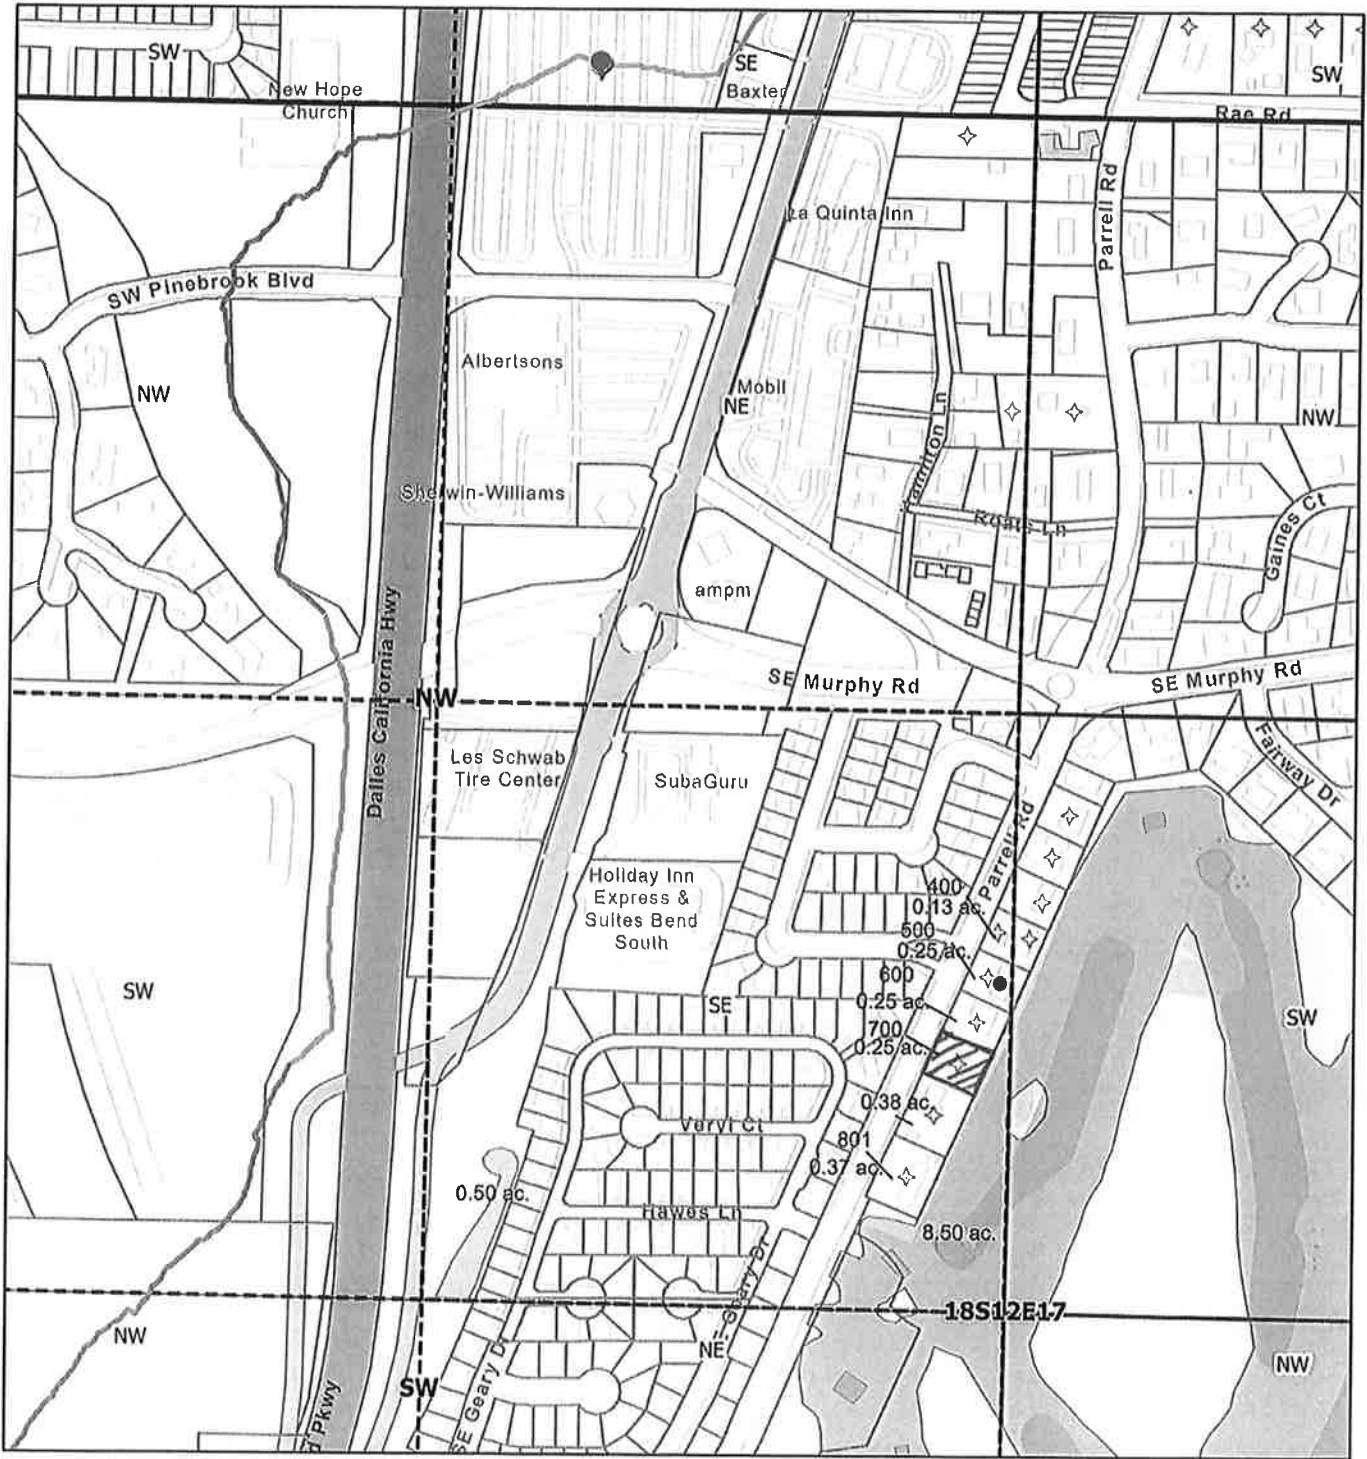 SW
New Hope
Church
SE
Baxter
SW
Rae Rd
Parrell Rd
La Quinta Inn
SW Pinebrook Blvd
Albertsons
NW
Mobil
NE
NW
Hamilton Ln
Sherwin-Williams
Roats Ln
Gaines Ct
ampm
Dalles California Hwy
SE Murphy Rd
SE Murphy Rd
NW
Fairway Dr
Les Schwab
Tire Center
SubaGuru
Parrell Rd
Holiday Inn
Express &
Suites Bend
South
400
0.13 ac.
500
0.25 ac.
600
0.25 ac.
700
0.25 ac.
SW
SE
SW
0.38 ac.
Vervi Ct
801
0.37 ac.
0.50 ac.
Hawes Ln
8.50 ac.
18S12E17
NW
NE
NW
SW
SE Geary Dr
d Pkwy